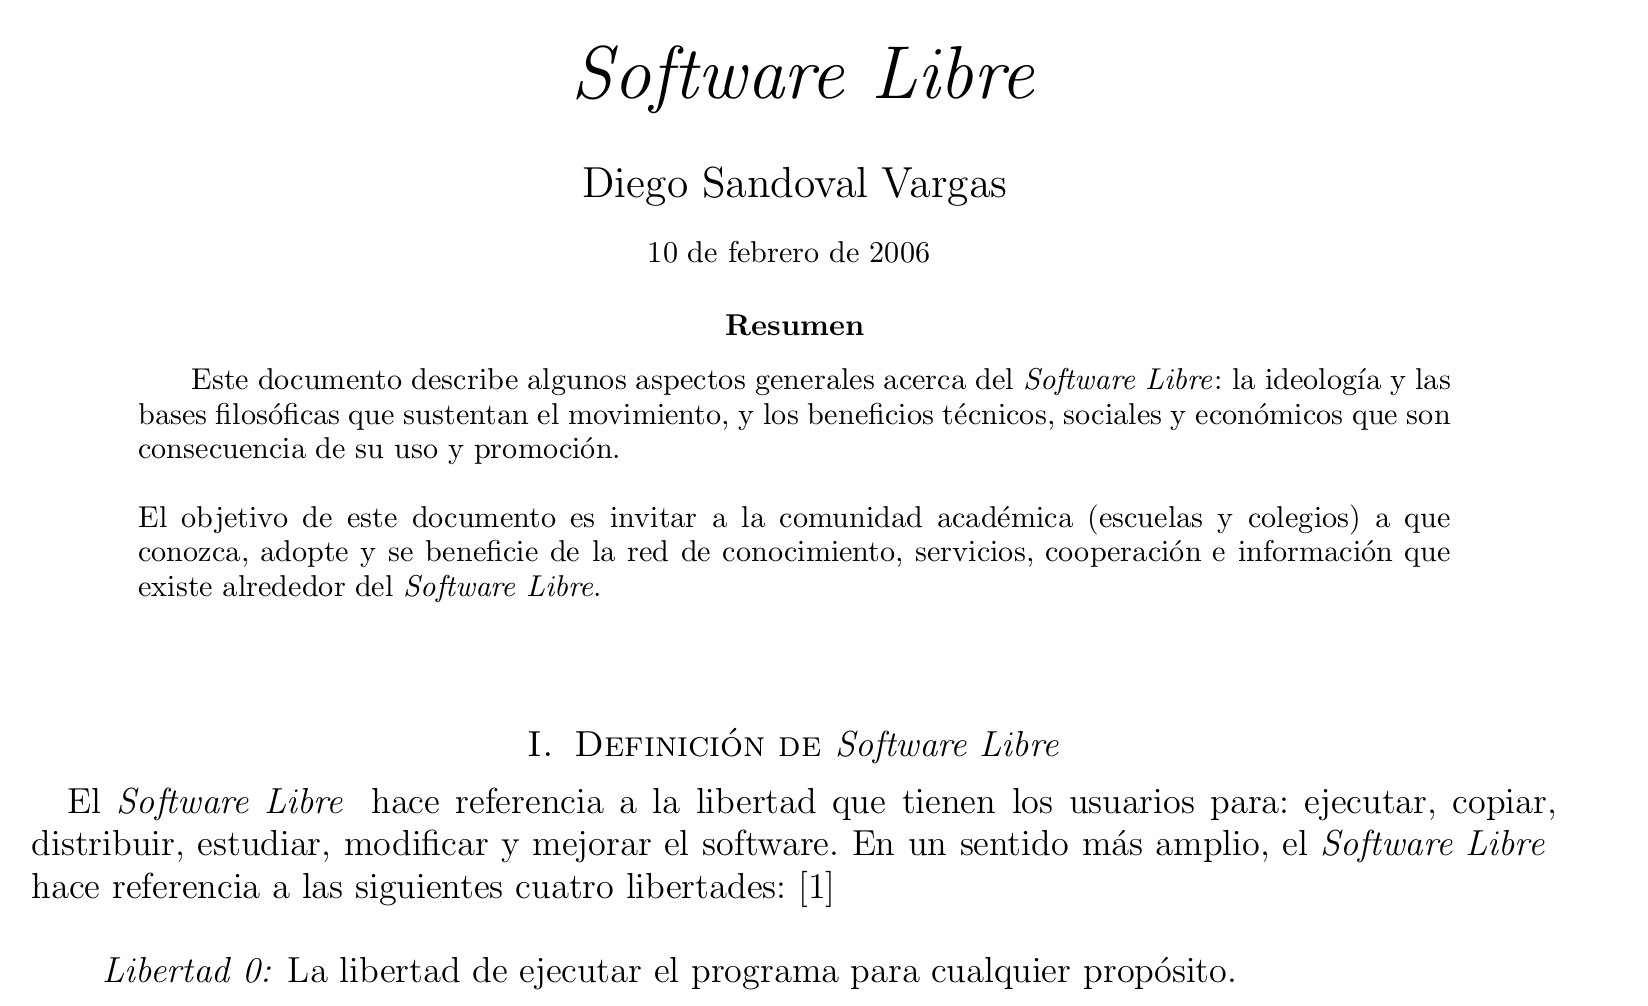 Software Libre
Diego Sandoval Vargas
10 de febrero de 2006
Resumen
Este documento describe algunos aspectos generales acerca del Software Libre: la ideología y las
bases filosóficas que sustentan el movimiento, y los beneficios técnicos, sociales y económicos que son
consecuencia de su uso y promoción.
El objetivo de este documento es invitar a la comunidad académica (escuelas y colegios) a que
conozca, adopte y se beneficie de la red de conocimiento, servicios, cooperación e información que
existe alrededor del Software Libre.
I. Definición de Software Libre
El Software Libre hace referencia a la libertad que tienen los usuarios para: ejecutar, copiar,
distribuir, estudiar, modificar y mejorar el software. En un sentido más amplio, el Software Libre
hace referencia a las siguientes cuatro libertades: [1]
Libertad 0: La libertad de ejecutar el programa para cualquier propósito.